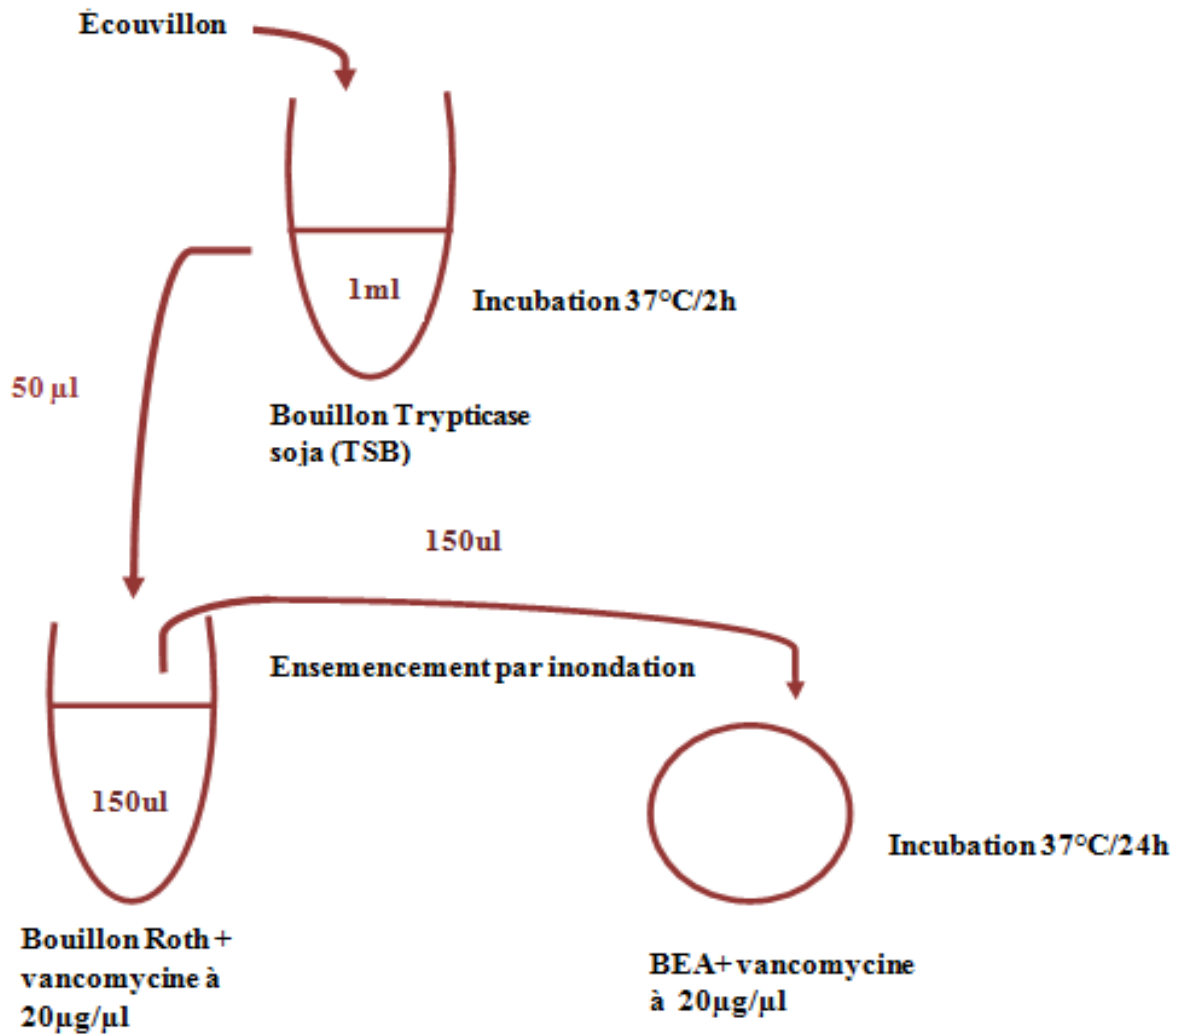 Écouvillon
1ml
Incubation 37°C/2h
50 µl
Bouillon Trypticase
soja (TSB)
150ul
Ensemencement par inondation
150ul
Incubation 37°C/24h
Bouillon Roth +
vancomycine à
20µg/µl
BEA+ vancomycine
à 20µg/µl